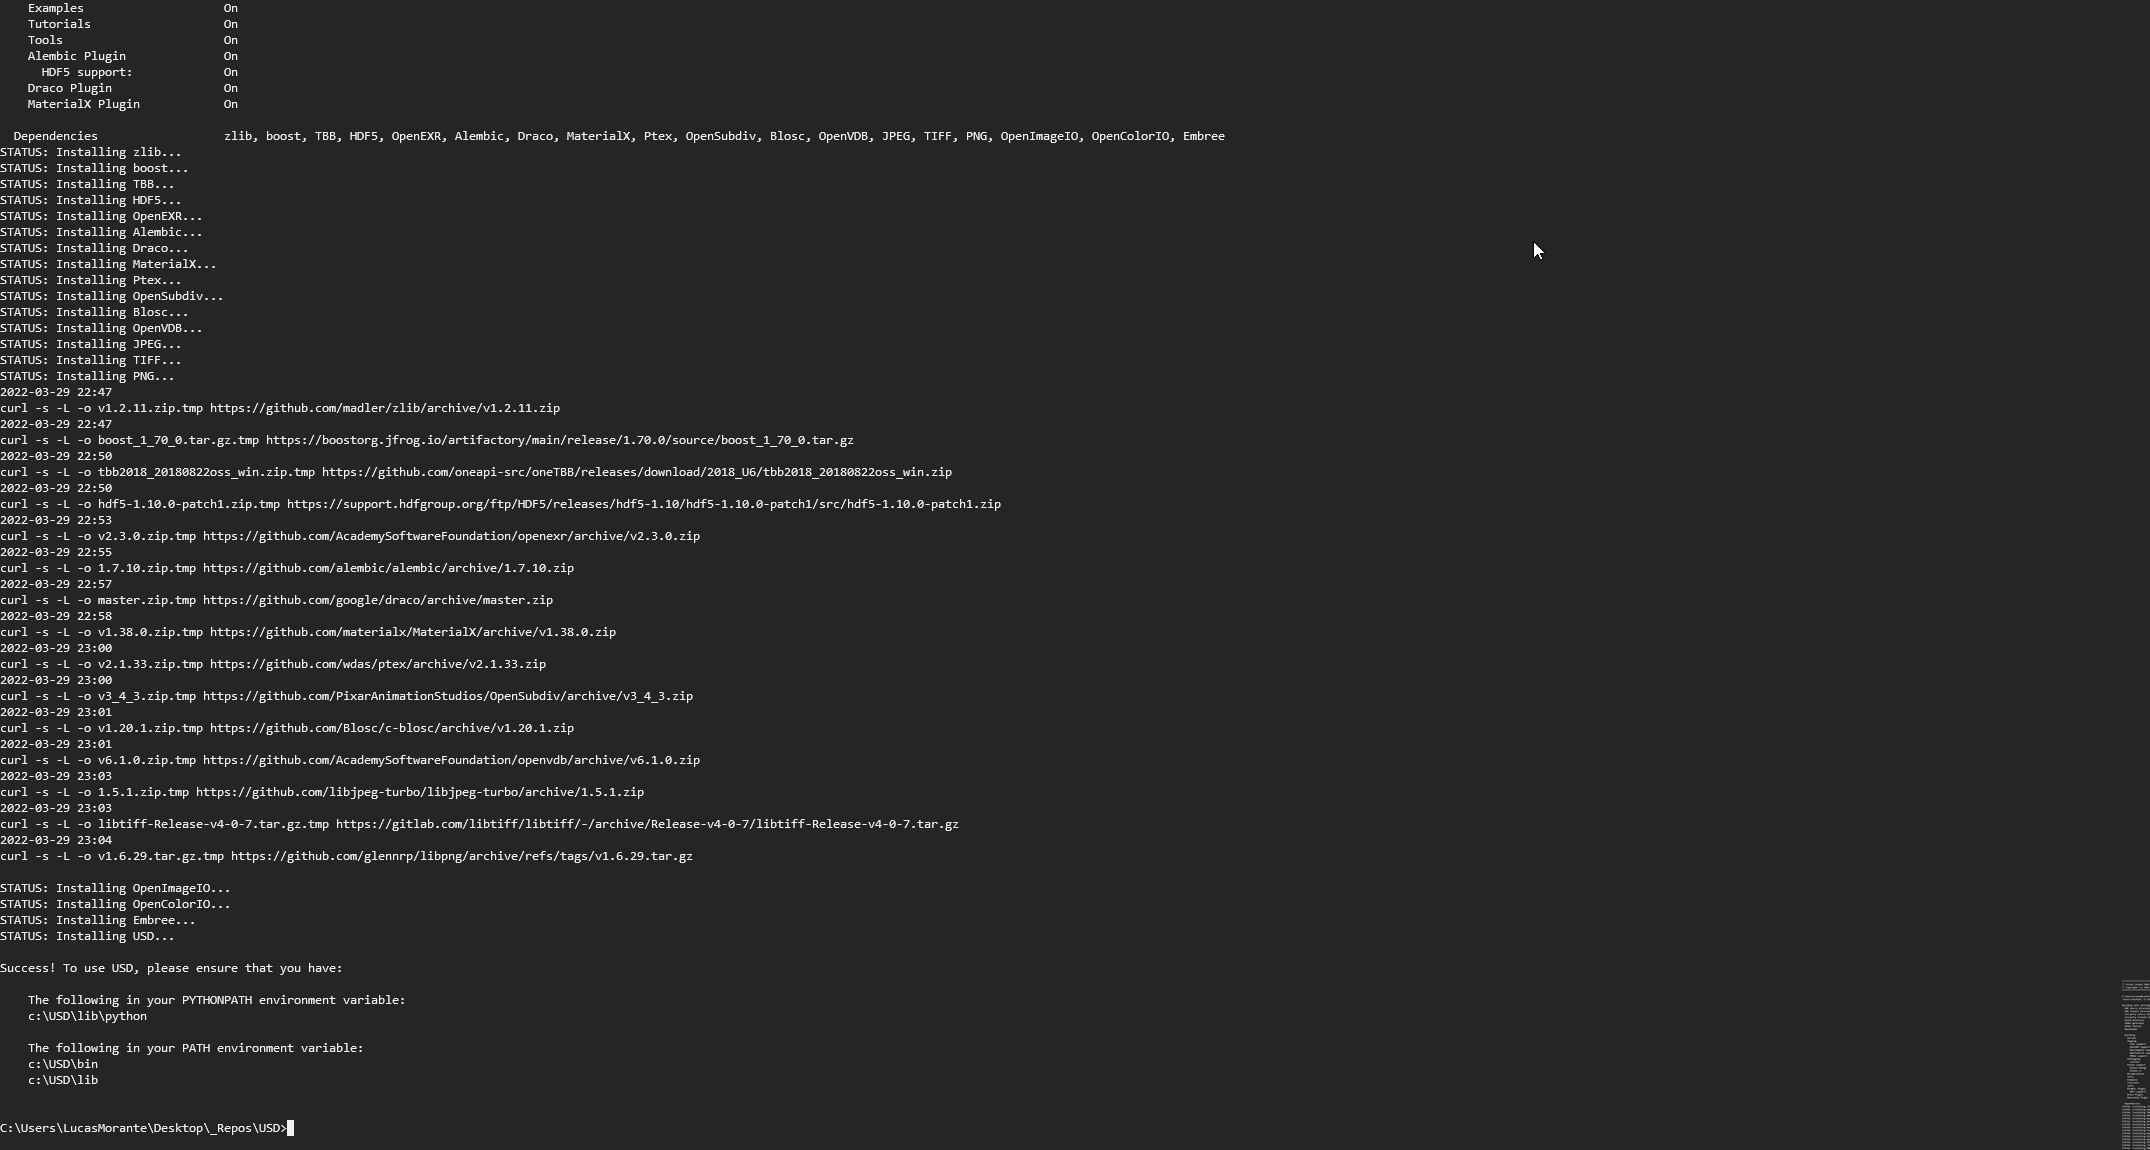 Examples On
Tutorials On
Tools On
Alembic Plugin On
HDF5 support: On
Draco Plugin On
MaterialX Plugin On
Dependencies zlib, boost, TBB, HDF5, OpenEXR, Alembic, Draco, MaterialX, Ptex, OpenSubdiv, Blosc, OpenVDB, JPEG, TIFF, PNG, OpenImageIO, OpenColorIO, Embree
STATUS: Installing zlib...
STATUS: Installing boost...
STATUS: Installing TBB...
STATUS: Installing HDF5...
STATUS: Installing OpenEXR...
STATUS: Installing Alembic...
STATUS: Installing Draco...
STATUS: Installing MaterialX...
STATUS: Installing Ptex...
STATUS: Installing OpenSubdiv...
STATUS: Installing Blosc...
STATUS: Installing OpenVDB...
STATUS: Installing JPEG...
STATUS: Installing TIFF...
STATUS: Installing PNG...
2022-03-29 22:47
curl -s -L -o v1.2.11.zip.tmp https://github.com/madler/zlib/archive/v1.2.11.zip
2022-03-29 22:47
curl -s -L -o boost_1_70_0.tar.gz.tmp https://boostorg.jfrog.io/artifactory/main/release/1.70.0/source/boost_1_70_0.tar.gz
2022-03-29 22:50
curl -s -L -o tbb2018_20180822oss_win.zip.tmp https://github.com/oneapi-src/oneTBB/releases/download/2018_U6/tbb2018_20180822oss_win.zip
2022-03-29 22:50
curl -s -L -o hdf5-1.10.0-patch1.zip.tmp https://support.hdfgroup.org/ftp/HDF5/releases/hdf5-1.10/hdf5-1.10.0-patch1/src/hdf5-1.10.0-patch1.zip
2022-03-29 22:53
curl -s -L -o v2.3.0.zip.tmp https://github.com/AcademySoftwareFoundation/openexr/archive/v2.3.0.zip
2022-03-29 22:55
curl -s -L -o 1.7.10.zip.tmp https://github.com/alembic/alembic/archive/1.7.10.zip
2022-03-29 22:57
curl -s -L -o master.zip.tmp https://github.com/google/draco/archive/master.zip
2022-03-29 22:58
curl -s -L -o v1.38.0.zip.tmp https://github.com/materialx/MaterialX/archive/v1.38.0.zip
2022-03-29 23:00
curl -s -L -o v2.1.33.zip.tmp https://github.com/wdas/ptex/archive/v2.1.33.zip
2022-03-29 23:00
curl -s -L -o v3_4_3.zip.tmp https://github.com/PixarAnimationStudios/OpenSubdiv/archive/v3_4_3.zip
2022-03-29 23:01
curl -s -L -o v1.20.1.zip.tmp https://github.com/Blosc/c-blosc/archive/v1.20.1.zip
2022-03-29 23:01
curl -s -L -o v6.1.0.zip.tmp https://github.com/AcademySoftwareFoundation/openvdb/archive/v6.1.0.zip
2022-03-29 23:03
curl -s -L -o 1.5.1.zip.tmp https://github.com/libjpeg-turbo/libjpeg-turbo/archive/1.5.1.zip
2022-03-29 23:03
curl -s -L -o libtiff-Release-v4-0-7.tar.gz.tmp https://gitlab.com/libtiff/libtiff/-/archive/Release-v4-0-7/libtiff-Release-v4-0-7.tar.gz
2022-03-29 23:04
curl -s -L -o v1.6.29.tar.gz.tmp https://github.com/glennrp/libpng/archive/refs/tags/v1.6.29.tar.gz
STATUS: Installing OpenImageIO...
STATUS: Installing OpenColorIO...
STATUS: Installing Embree...
STATUS: Installing USD...
Success! To use USD, please ensure that you have:
The following in your PYTHONPATH environment variable:
c:\USD\lib\python
The following in your PATH environment variable:
c:\USD\bin
c:\USD\lib
C:\Users\LucasMorante\Desktop\_Repos\USD>